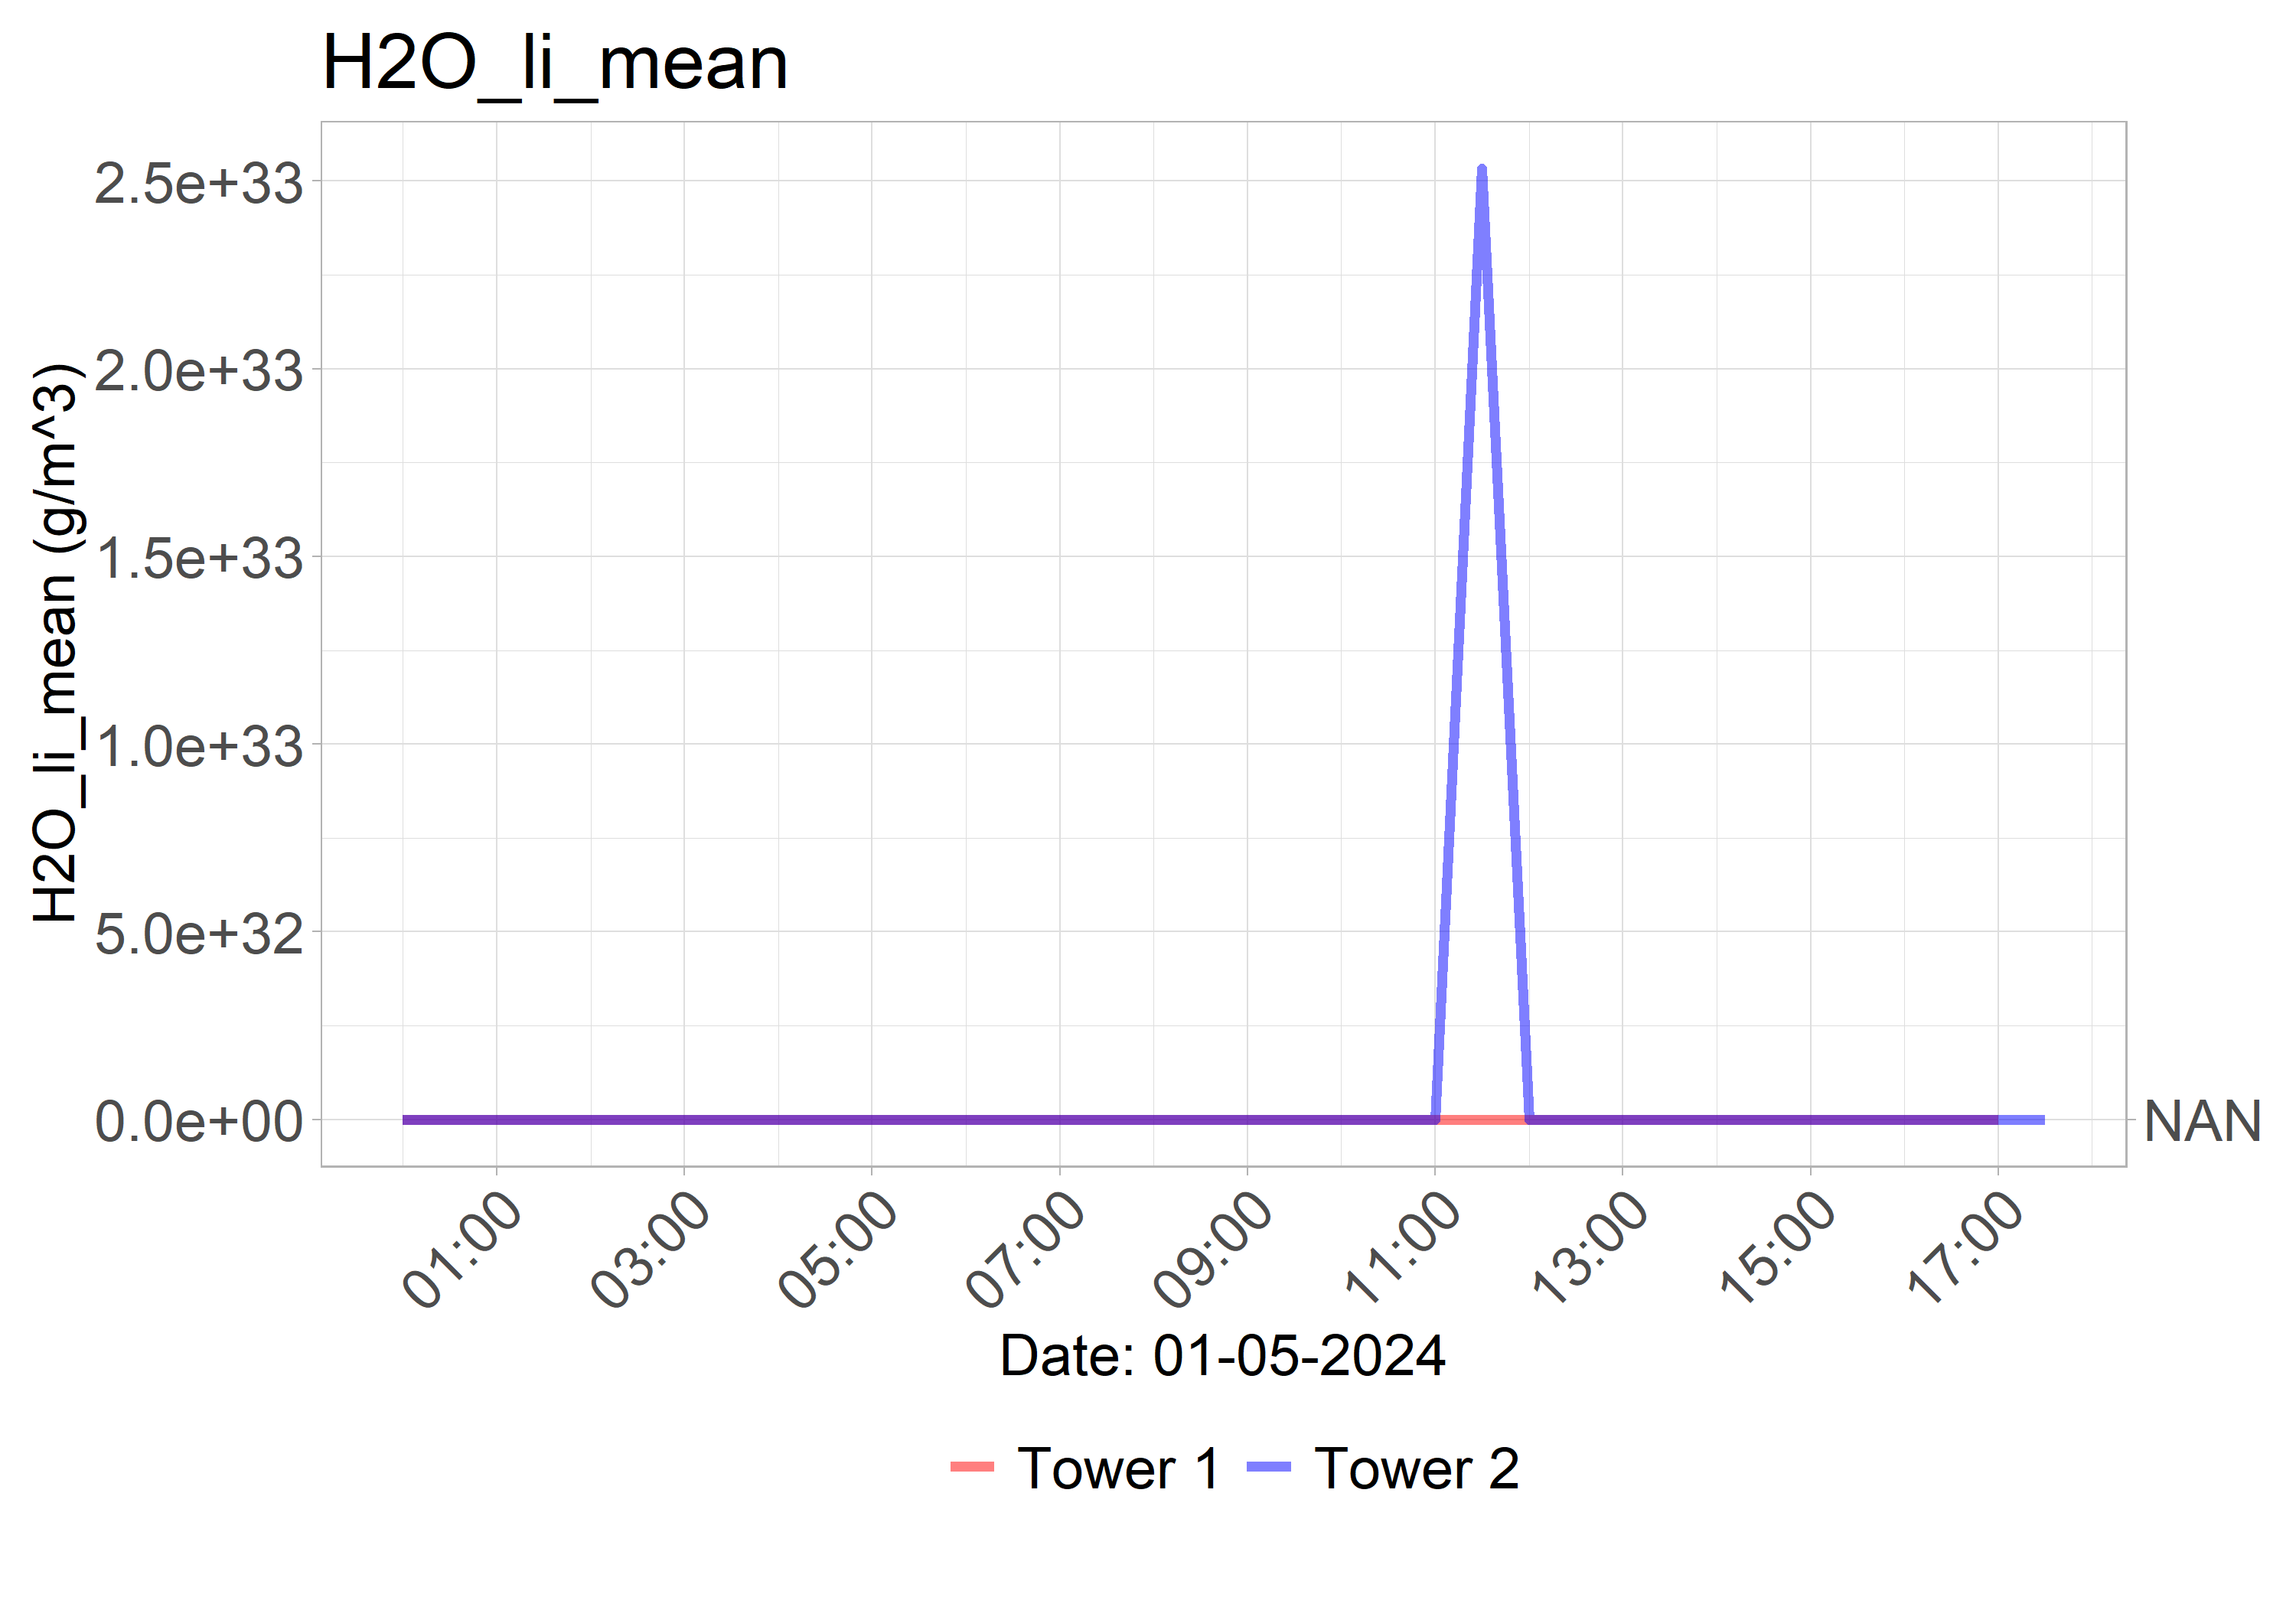 H2O_li_mean
H2O_li_mean (g/m^3)
2.5e+33
2.0e+33
1.5e+33
1.0e+33
5.0e+32
0.0e+00
NAN
01:00
03:00
05:00
07:00
09:00
11:00
13:00
15:00
17:00
Date: 01-05-2024
Tower 1
Tower 2